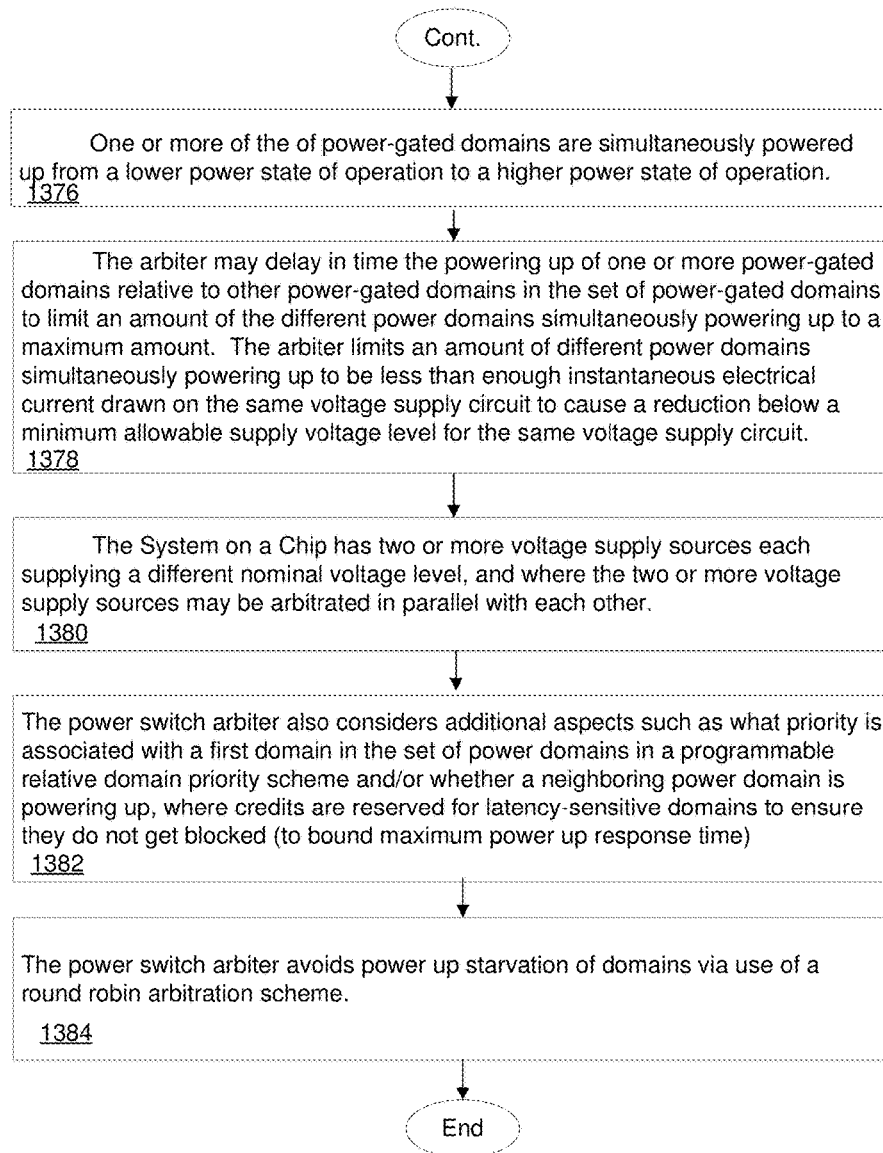 Cont.
One or more of the of power-gated domains are simultaneously powered
up from a lower power state of operation to a higher power state of operation.
1376
The arbiter may delay in time the powering up of one or more power-gated
domains relative to other power-gated domains in the set of power-gated domains
to limit an amount of the different power domains simultaneously powering up to a
maximum amount. The arbiter limits an amount of different power domains
simultaneously powering up to be less than enough instantaneous electrical
current drawn on the same voltage supply circuit to cause a reduction below a
minimum allowable supply voltage level for the same voltage supply circuit.
1378
The System on a Chip has two or more voltage supply sources each
supplying a different nominal voltage level, and where the two or more voltage
supply sources may be arbitrated in parallel with each other.
1380
The power switch arbiter also considers additional aspects such as what priority is
associated with a first domain in the set of power domains in a programmable
relative domain priority scheme and/or whether a neighboring power domain is
powering up, where credits are reserved for latency-sensitive domains to ensure
they do not get blocked (to bound maximum power up response time)
1382
The power switch arbiter avoids power up starvation of domains via use of a
round robin arbitration scheme.
1384
End